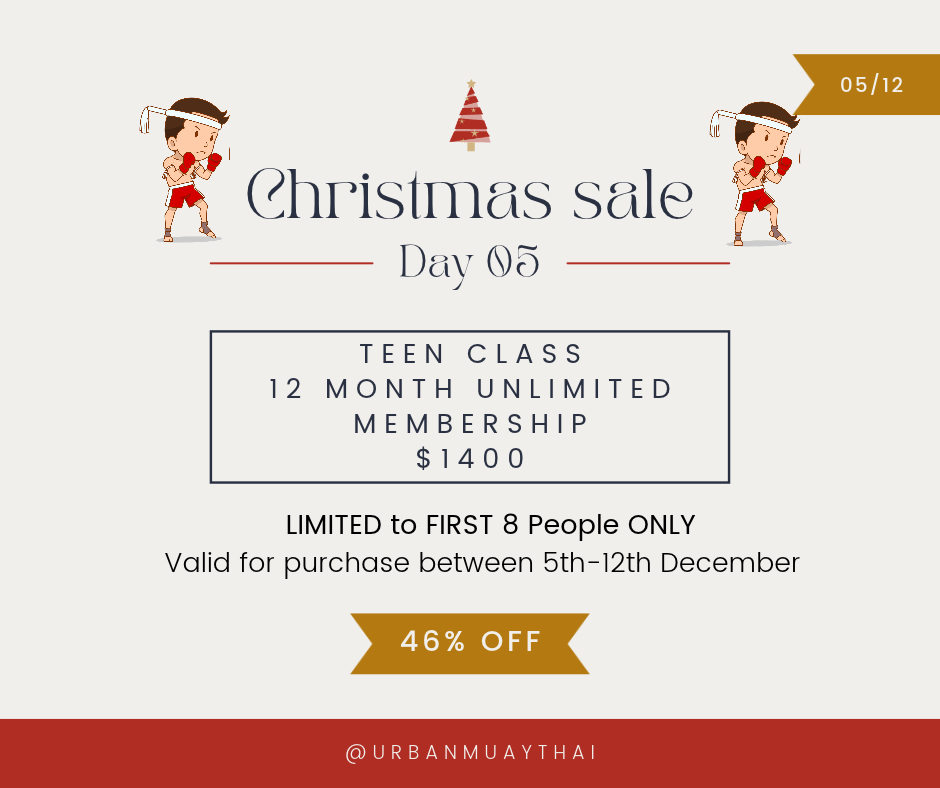 05/12
Christmas sale
Day 05
TEEN CLASS
12 MONTH UNLIMITED
MEMBERSHIP
$1400
LIMITED to FIRST 8 People ONLY
Valid for purchase between 5th-12th December
46% OFF
@URBANMUAYTHAI